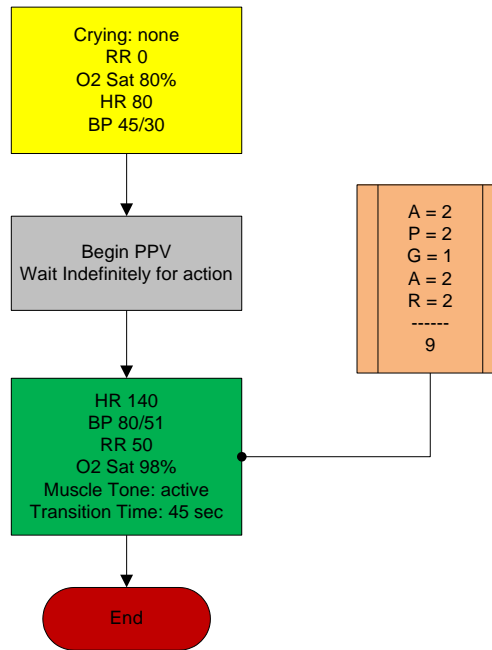 Crying: none
RR 0
O2 Sat 80%
HR 80
BP 45/30
Begin PPV
Wait Indefinitely for action
A = 2
P = 2
G = 1
A = 2
R = 2
------
9
HR 140
BP 80/51
RR 50
O2 Sat 98%
Muscle Tone: active
Transition Time: 45 sec
End